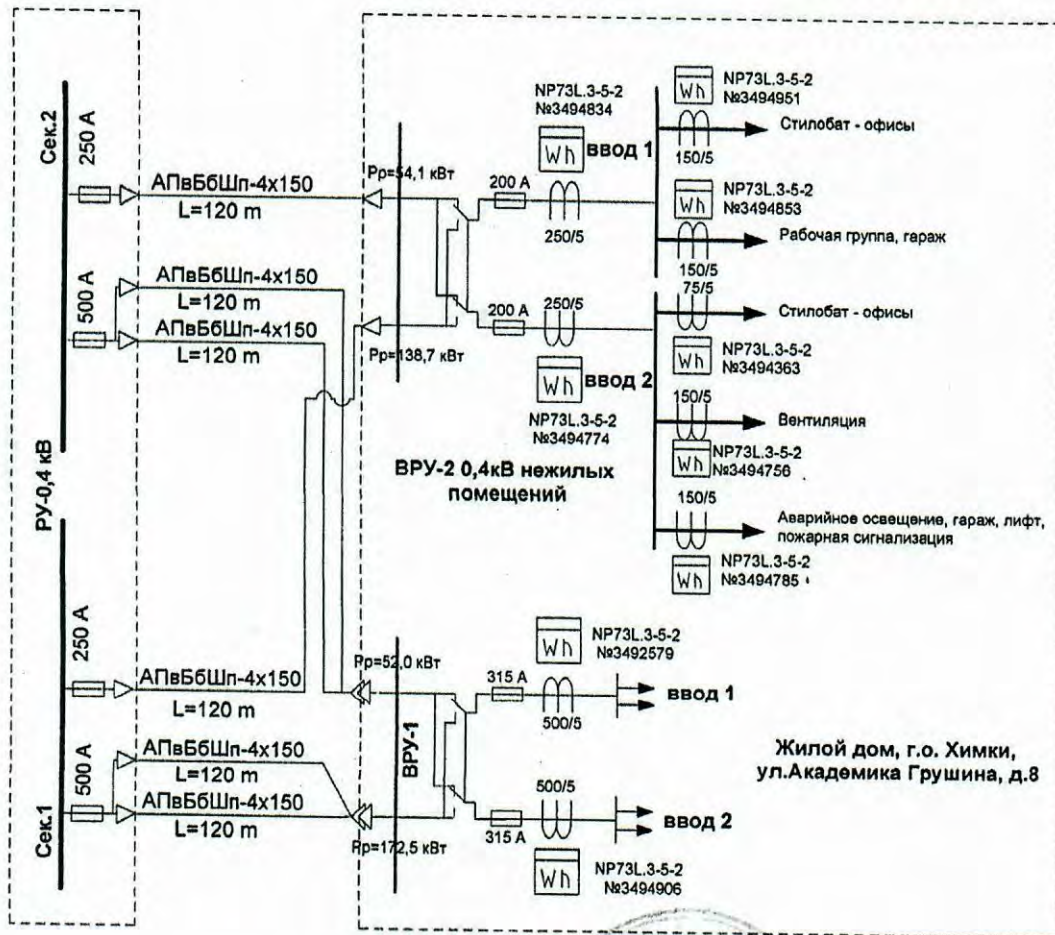 Сек.2
250 А
АПвБбШп-4х150
L=120 m
500 А
АПвБбШп-4х150
L=120 m
АПвБбШп-4х150
L=120 m
РУ-0,4 кВ
250 А
АПвБбШп-4х150
L=120 m
Сек.1
500 А
АПвБбШп-4х150
АПвБбШп-4х150
L=120 m
Рр=54,1 кВт
200 А
NP73L.3-5-2
№3494834
Wh
ввод 1
250/5
Рр=138,7 кВт
200 А
250/5
Wh
ввод 2
NP73L.3-5-2
№3494774
ВРУ-2 0,4кВ нежилых
помещений
NP73L.3-5-2
№3494951
Wh
150/5
Стилобат - офисы
NP73L.3-5-2
№3494853
Wh
150/5
Рабочая группа, гараж
75/5
Стилобат - офисы
Wh
NP73L.3-5-2
№3494363
150/5
Вентиляция
Wh
NP73L.3-5-2
№3494756
150/5
Аварийное освещение, гараж, лифт,
пожарная сигнализация
Wh
NP73L.3-5-2
№3494785
Рр=52,0 кВт
ВРУ-1
315 А
Wh
NP73L.3-5-2
№3492579
500/5
ввод 1
Рр=172,5 кВт
315 А
500/5
ввод 2
Wh
NP73L.3-5-2
№3494906
Жилой дом, г.о. Химки,
ул.Академика Грушина, д.8